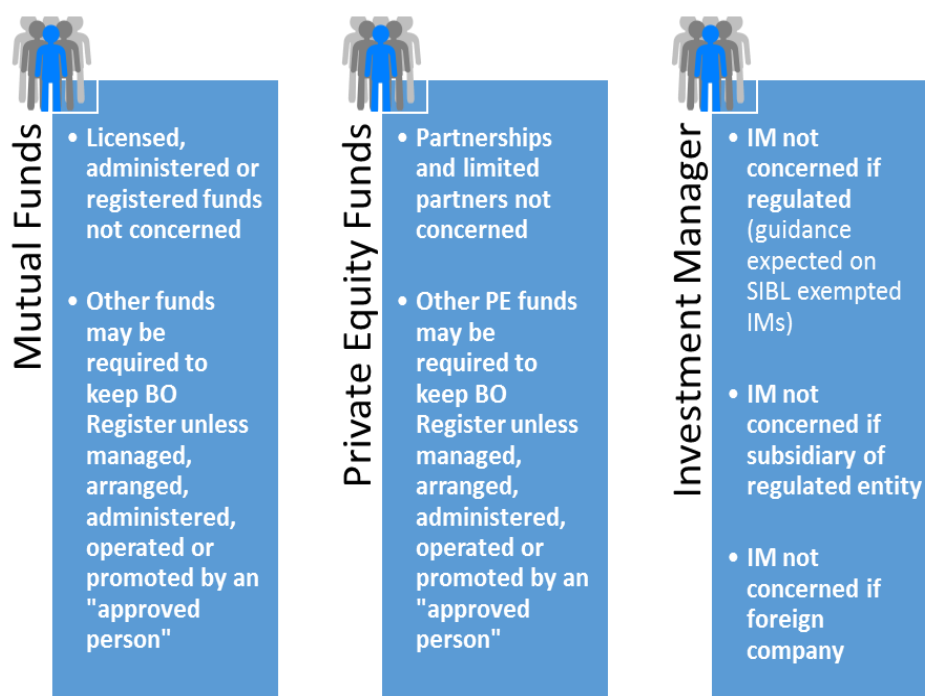 Mutual Funds
• Licensed,
administered or
registered funds
not concerned
• Other funds
may be
required to
keep BO
Register unless
managed,
arranged,
administered,
operated or
promoted by an
"approved
person"
Private Equity Funds
• Partnerships
and limited
partners not
concerned
• Other PE funds
may be
required to
keep BO
Register unless
managed,
arranged,
administered,
operated or
promoted by an
"approved
person"
Investment Manager
• IM not
concerned if
regulated
(guidance
expected on
SIBL exempted
IMs)
• IM not
concerned if
subsidiary of
regulated entity
• IM not
concerned if
foreign
company